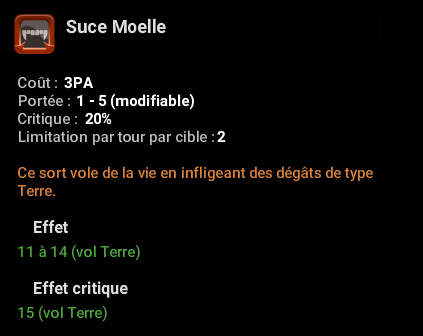 Suce Moelle
Coût : 3PA
Portée : 1 - 5 (modifiable)
Critique : 20%
Limitation par tour par cible : 2
Ce sort vole de la vie en infligeant des dégâts de type
Terre.
Effet
11 à 14 (vol Terre)
Effet critique
15 (vol Terre)